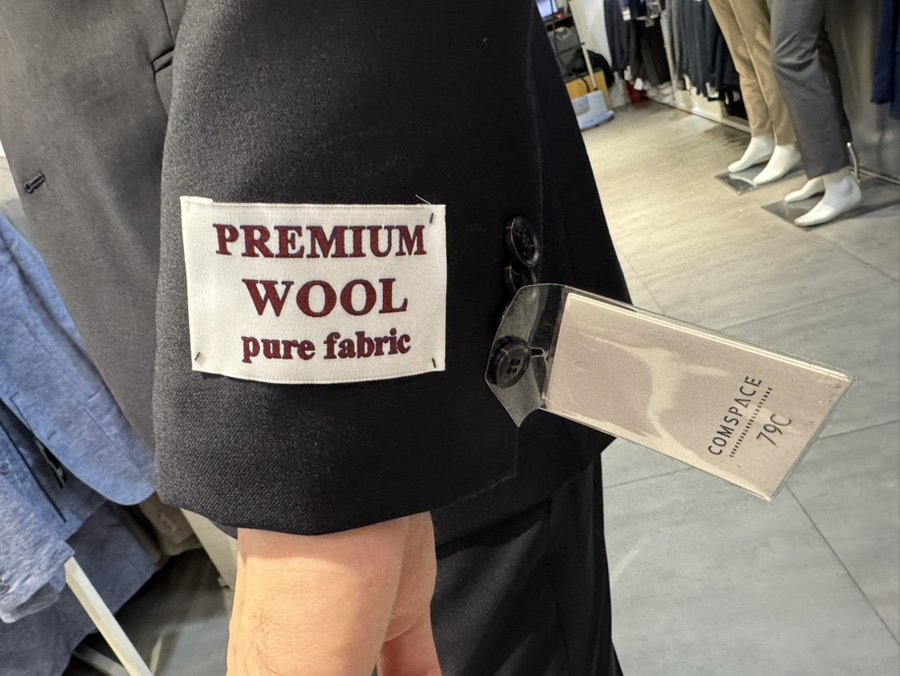 PREMIUM
WOOL
pure fabric
COMSPACE
79C